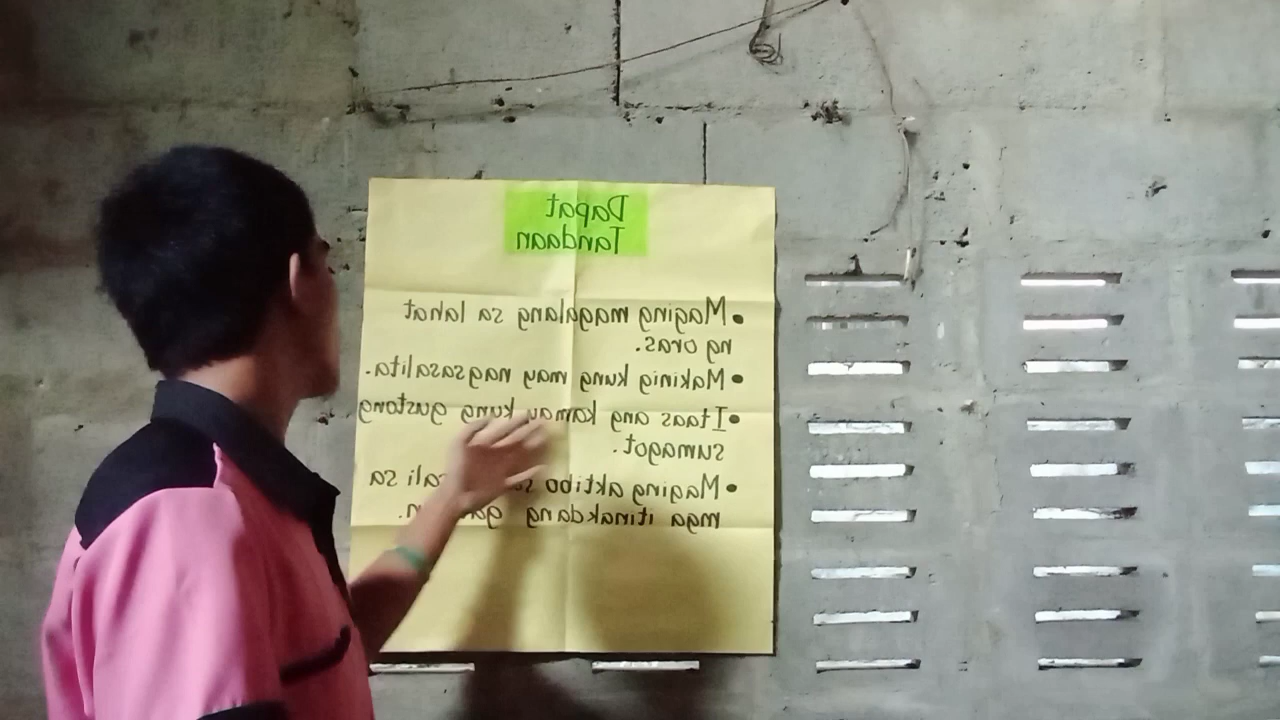 Dapat
Tandaan
• Maging magalang sa lahat
ng oras.
• Makinig kung may nagsasalita.
• Itaas ang kamay kung gustong
sumagot.
• Maging aktibo sa
mga itinakdang